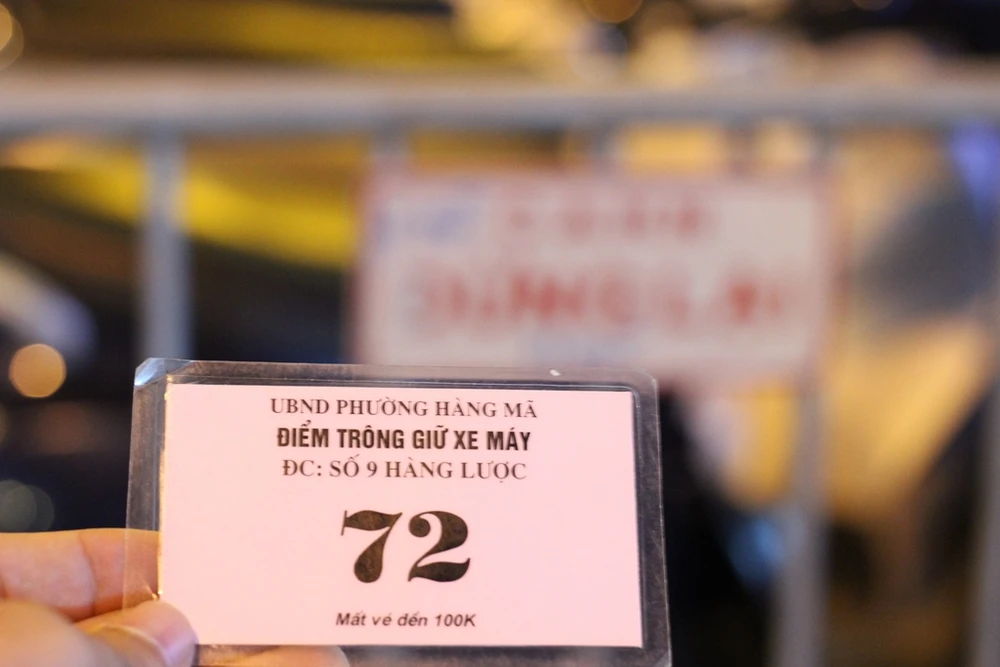 UBND PHƯỜNG HÀNG MÃ
ĐIỂM TRÔNG GIỮ XE MÁY
ĐC: SỐ 9 HÀNG LƯỢC
72
Mất vé đền 100K